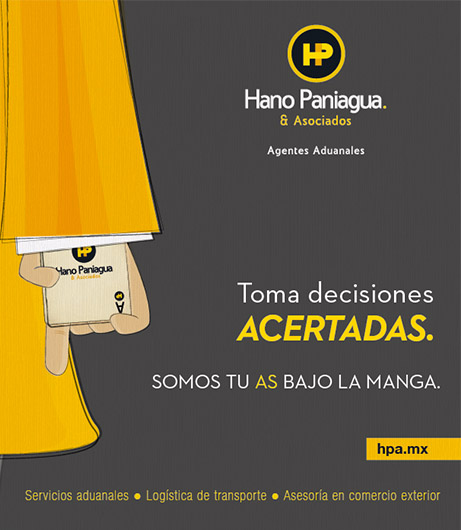 HP
Hano Paniagua.
& Asociados
Agentes Aduanales
HP
Hano Paniagua
& Asociados
HP
A
Toma decisiones
ACERTADAS.
SOMOS TU AS BAJO LA MANGA.
hpa.mx
Servicios aduanales ● Logística de transporte ● Asesoría en comercio exterior